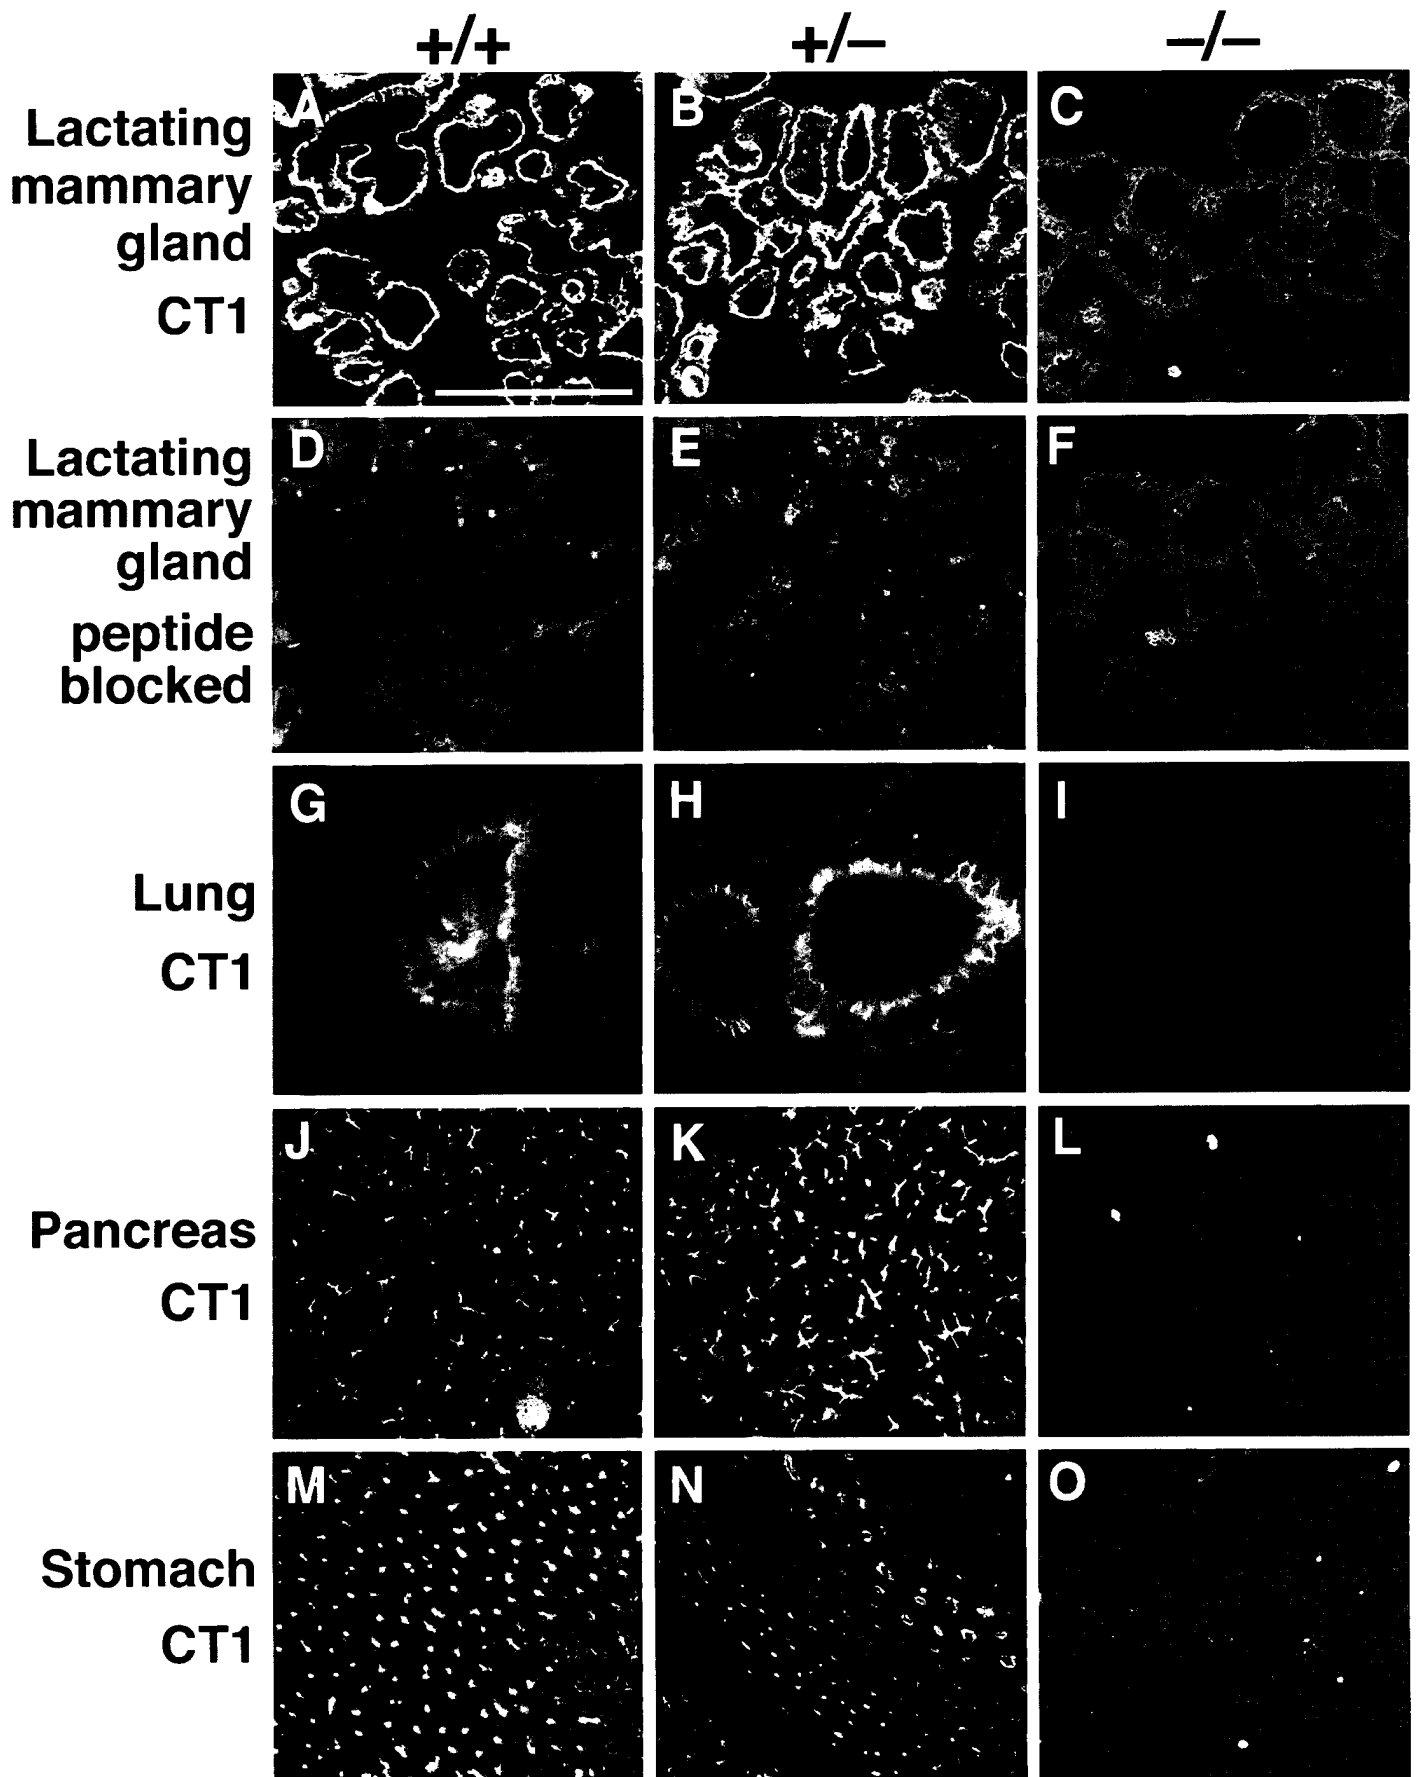 +/+ +/– –/–
Lactating
mammary
gland
CT1
A B C
Lactating
mammary
gland
peptide
blocked
D E F
Lung
CT1
G H I
Pancreas
CT1
J K L
Stomach
CT1
M N O